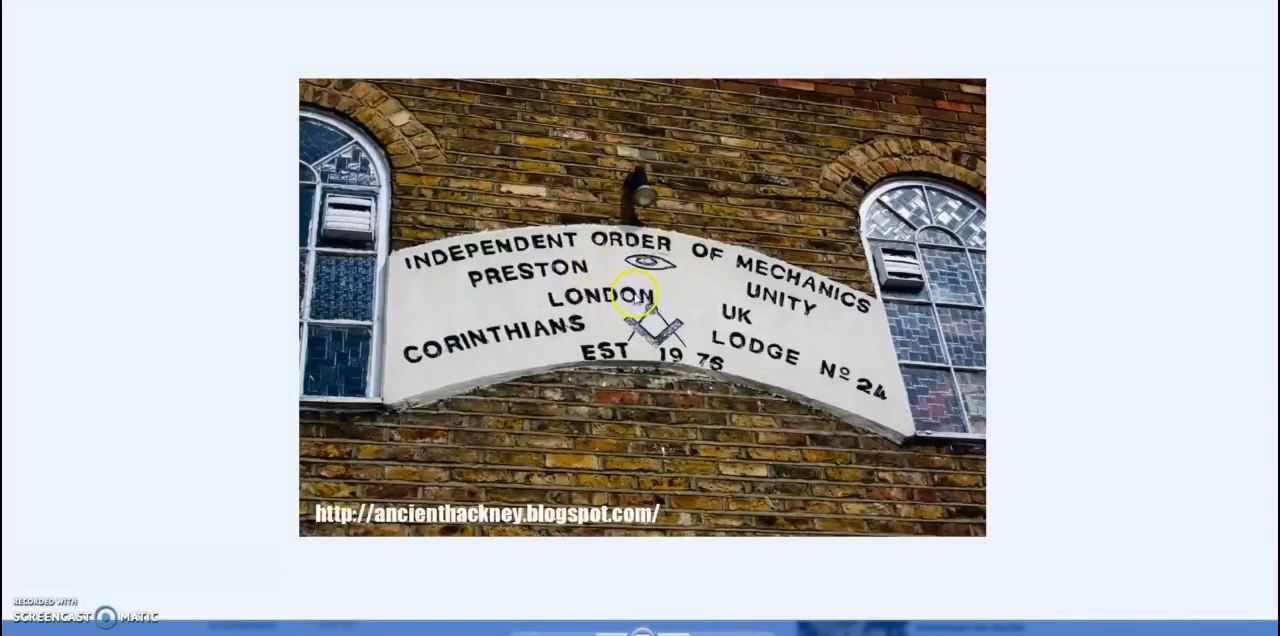 INDEPENDENT ORDER OF MECHANICS
PRESTON UNITY
LONDON UK
CORINTHIANS LODGE Nº 24
EST 1976
http://ancienthackney.blogspot.com/
RECORDED WITH
SCREENCAST MATIC